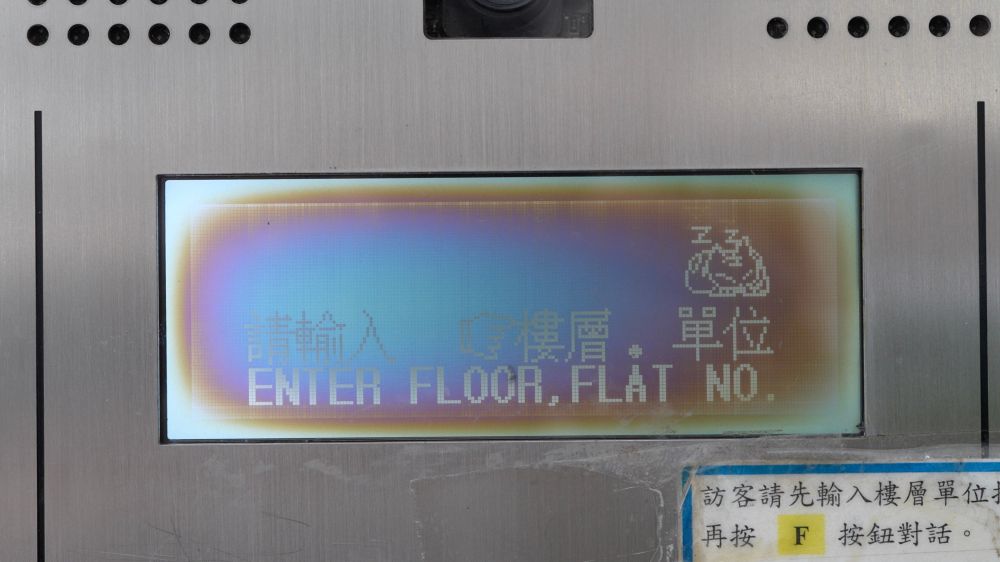 請輸入 ☞樓層．單位
ENTER FLOOR,FLAT NO.
訪客請先輸入樓層單位
再按 F 按鈕對話。